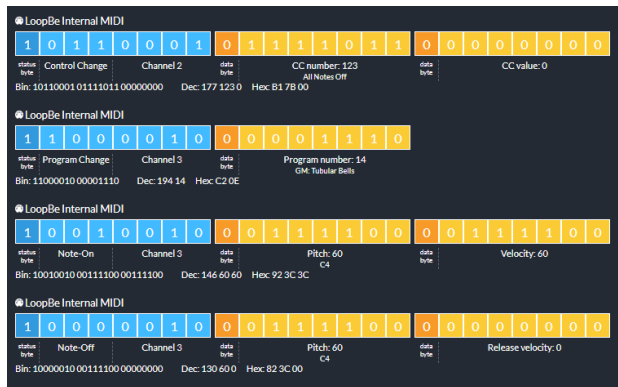 LoopBe Internal MIDI
1 0 1 1 0 0 0 1 0 1 1 1 1 0 1 1 0 0 0 0 0 0 0 0
status byte Control Change Channel 2 data byte CC number: 123 data byte CC value: 0
All Notes Off
Bin: 10110001 01111011 00000000 Dec: 177 123 0 Hex: B1 7B 00
LoopBe Internal MIDI
1 1 0 0 0 0 1 0 0 0 0 0 1 1 1 0
status byte Program Change Channel 3 data byte Program number: 14
GM: Tubular Bells
Bin: 11000010 00001110 Dec: 194 14 Hex: C2 0E
LoopBe Internal MIDI
1 0 0 1 0 0 1 0 0 0 1 1 1 1 0 0 0 0 1 1 1 1 0 0
status byte Note-On Channel 3 data byte Pitch: 60 data byte Velocity: 60
C4
Bin: 10010010 00111100 00111100 Dec: 146 60 60 Hex: 92 3C 3C
LoopBe Internal MIDI
1 0 0 0 0 0 1 0 0 0 1 1 1 1 0 0 0 0 0 0 0 0 0 0
status byte Note-Off Channel 3 data byte Pitch: 60 data byte Release velocity: 0
C4
Bin: 10000010 00111100 00000000 Dec: 130 60 0 Hex: 82 3C 00